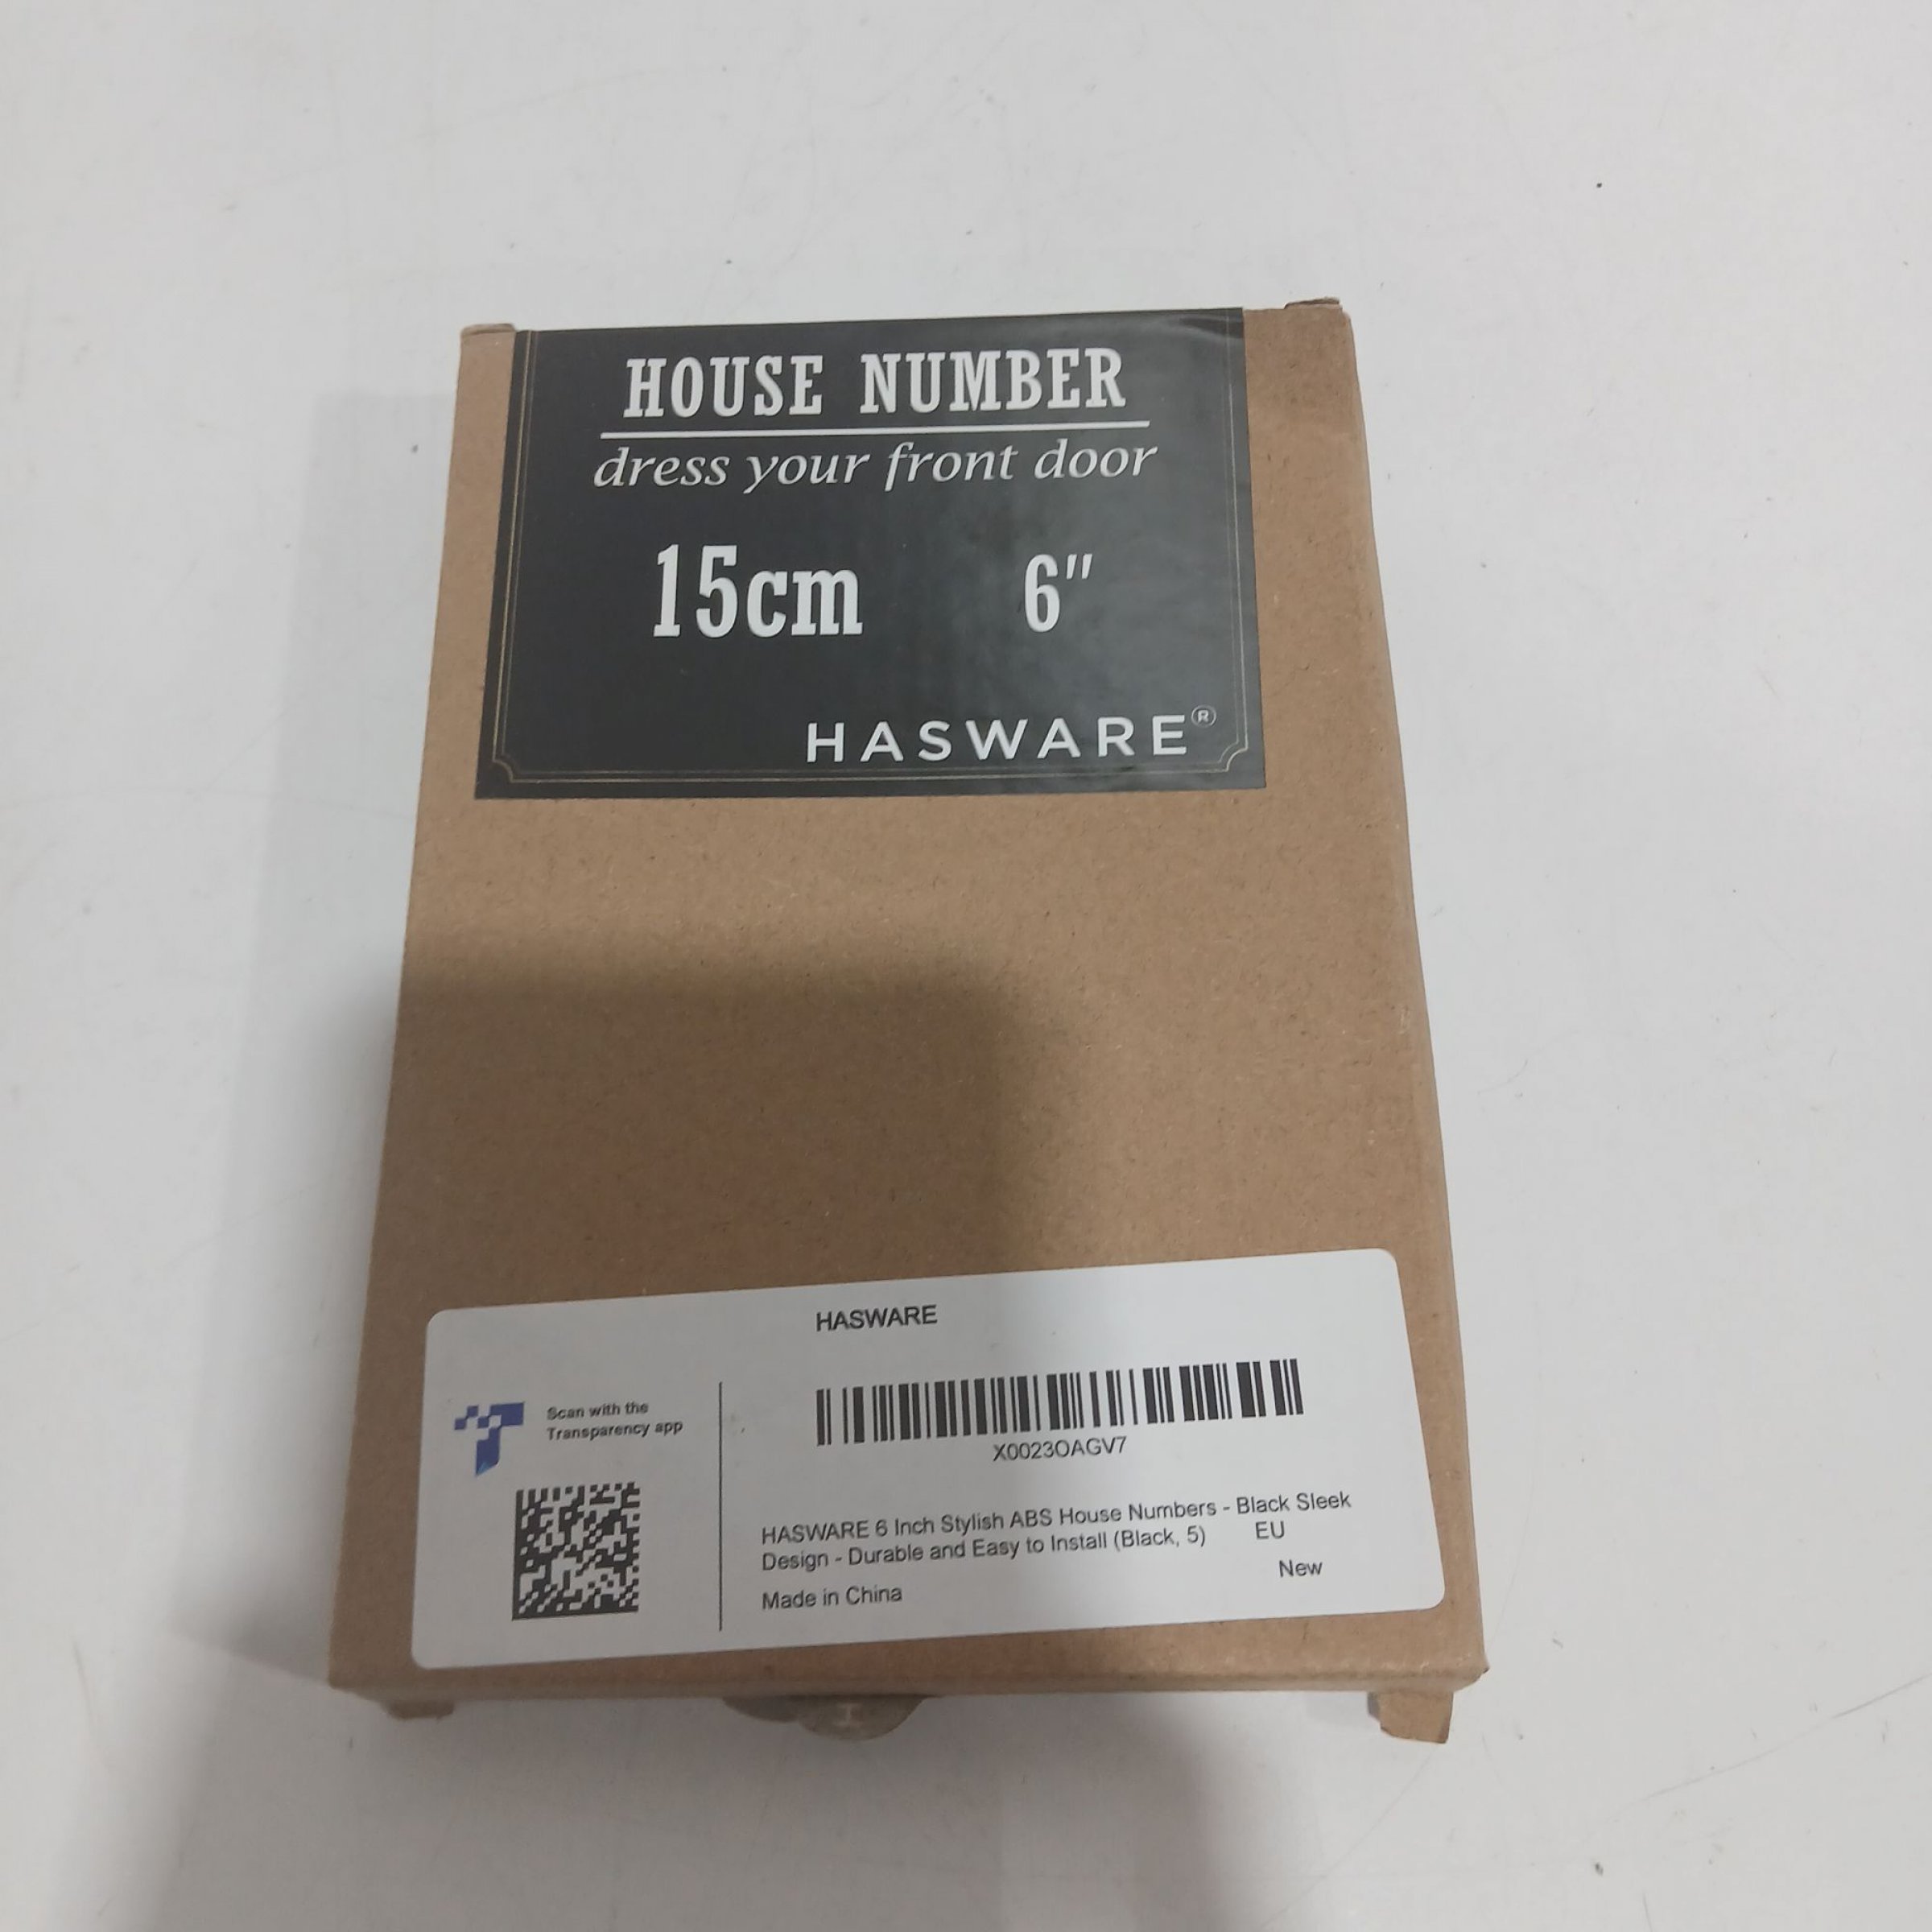 HOUSE NUMBER
dress your front door
15cm 6"
HASWARE®
HASWARE
Scan with the
Transparency app
X0023OAGV7
HASWARE 6 Inch Stylish ABS House Numbers - Black Sleek
Design - Durable and Easy to Install (Black, 5) EU
New
Made in China